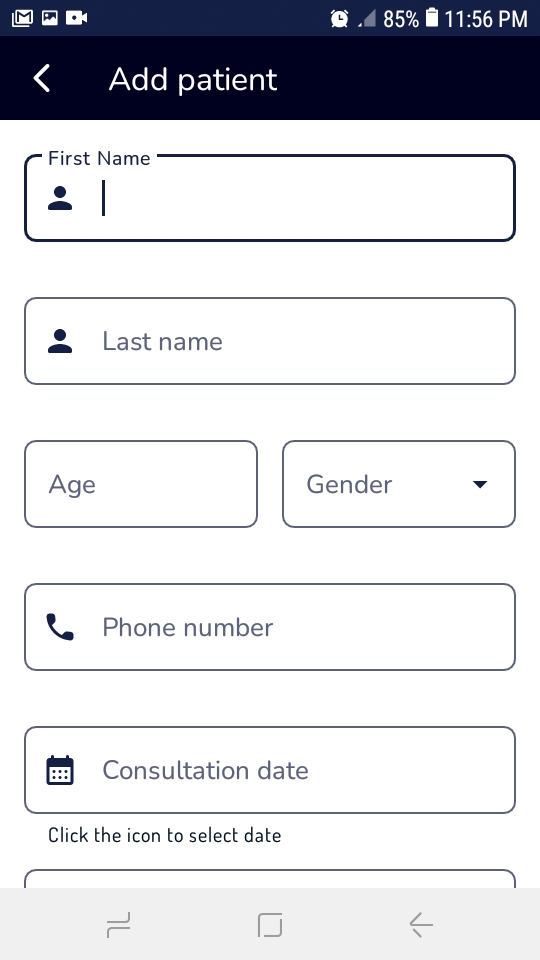 85% 11:56 PM
Add patient
First Name
Last name
Age Gender
Phone number
Consultation date
Click the icon to select date